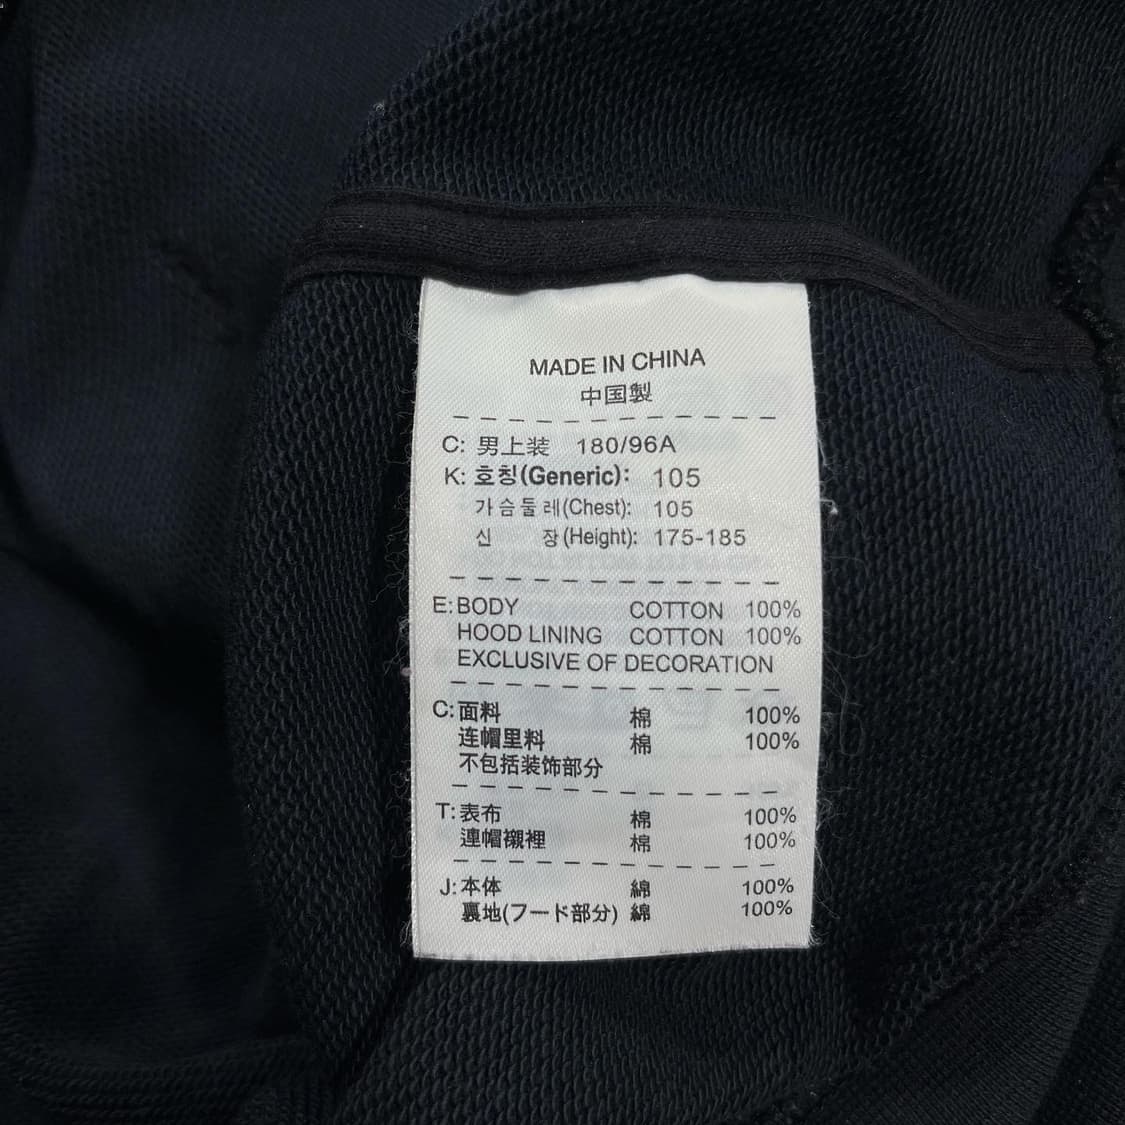 MADE IN CHINA
中国製
C: 男上装 180/96A
K: 호칭(Generic): 105
가슴둘레(Chest): 105
신 장(Height): 175-185
E: BODY COTTON 100%
HOOD LINING COTTON 100%
EXCLUSIVE OF DECORATION
C: 面料 棉 100%
连帽里料 棉 100%
不包括装饰部分
T: 表布 棉 100%
連帽襯裡 棉 100%
J: 本体 綿 100%
裏地(フード部分) 綿 100%